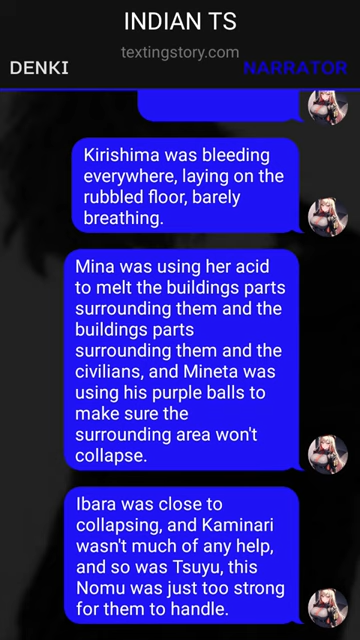 INDIAN TS
textingstory.com
DENKI
NARRATOR
Kirishima was bleeding
everywhere, laying on the
rubbled floor, barely
breathing.
Mina was using her acid
to melt the buildings parts
surrounding them and the
buildings parts
surrounding them and the
civilians, and Mineta was
using his purple balls to
make sure the
surrounding area won't
collapse.
Ibara was close to
collapsing, and Kaminari
wasn't much of any help,
and so was Tsuyu, this
Nomu was just too strong
for them to handle.